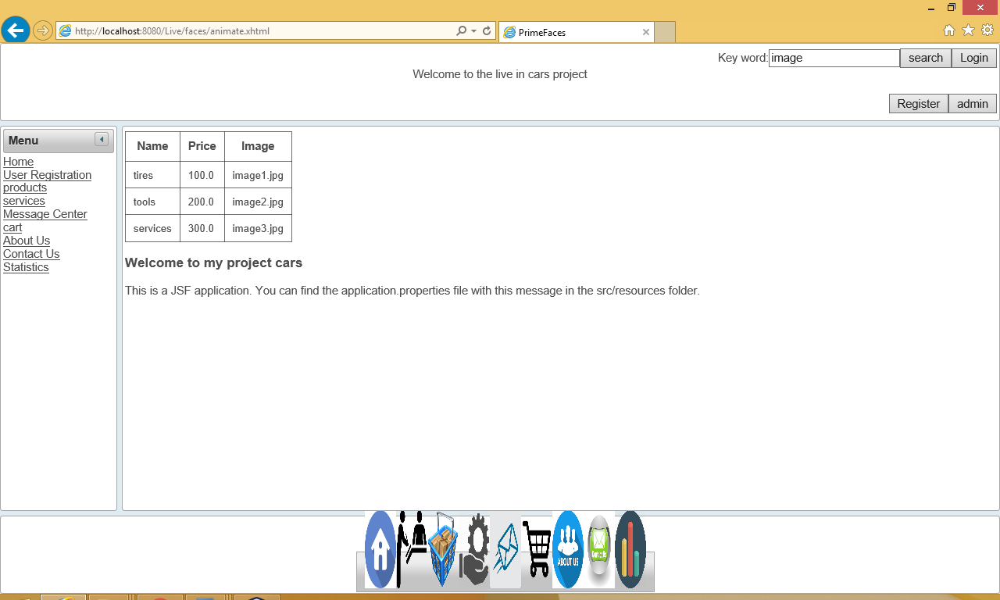 http://localhost:8080/Live/faces/animate.xhtml
PrimeFaces
Key word: image search Login
Welcome to the live in cars project
Register admin
Menu
Home
User Registration
products
services
Message Center
cart
About Us
Contact Us
Statistics
Name Price Image
tires 100.0 image1.jpg
tools 200.0 image2.jpg
services 300.0 image3.jpg
Welcome to my project cars
This is a JSF application. You can find the application.properties file with this message in the src/resources folder.
ABOUT US